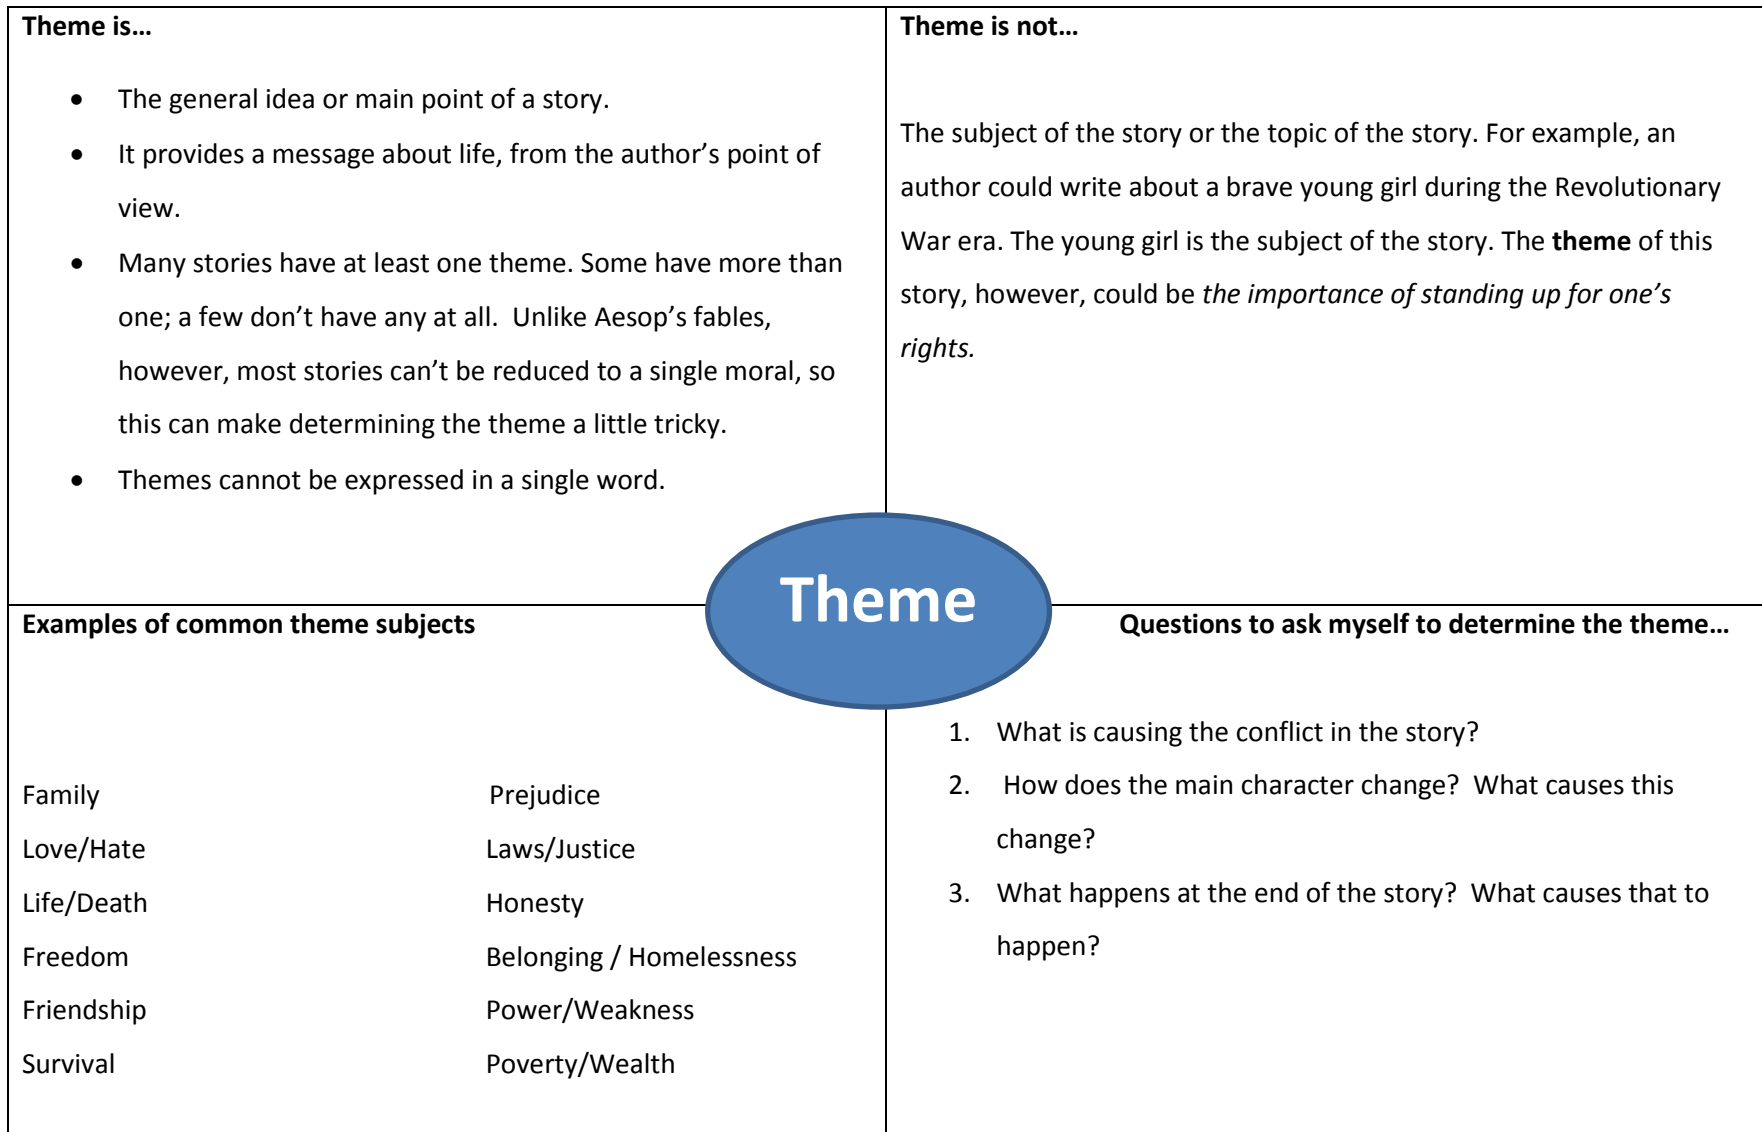 Theme is…
• The general idea or main point of a story.
• It provides a message about life, from the author’s point of
view.
• Many stories have at least one theme. Some have more than
one; a few don’t have any at all.  Unlike Aesop’s fables,
however, most stories can’t be reduced to a single moral, so
this can make determining the theme a little tricky.
• Themes cannot be expressed in a single word.
Theme is not…
The subject of the story or the topic of the story. For example, an
author could write about a brave young girl during the Revolutionary
War era. The young girl is the subject of the story. The theme of this
story, however, could be the importance of standing up for one’s
rights.
Theme
Examples of common theme subjects
Family
Love/Hate
Life/Death
Freedom
Friendship
Survival
Prejudice
Laws/Justice
Honesty
Belonging / Homelessness
Power/Weakness
Poverty/Wealth
Questions to ask myself to determine the theme…
1. What is causing the conflict in the story?
2. How does the main character change?  What causes this
change?
3. What happens at the end of the story?  What causes that to
happen?